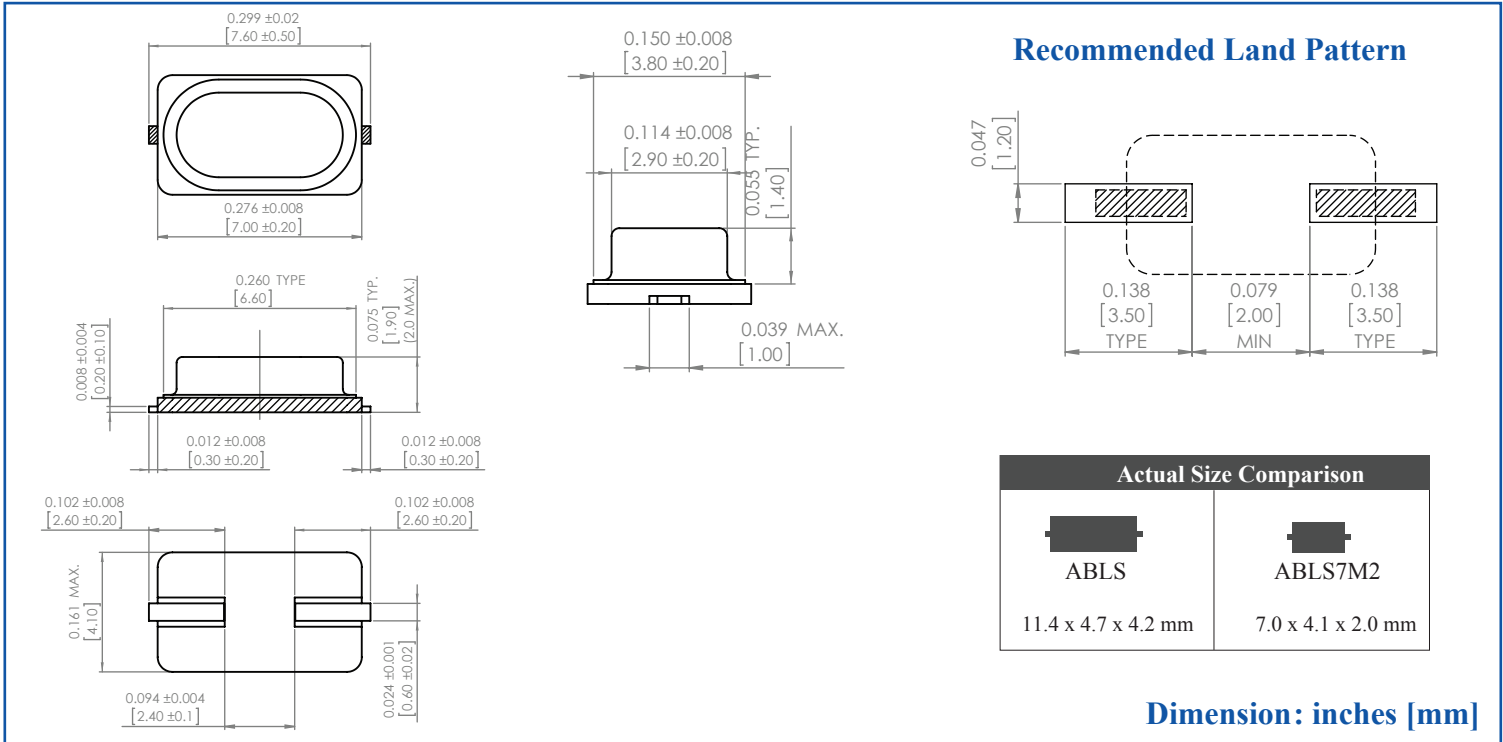 0.299 ±0.02
[7.60 ±0.50]
0.276 ±0.008
[7.00 ±0.20]
0.260 TYPE
[6.60]
0.075 TYP.
[1.90]
(2.0 MAX.)
0.008 ±0.004
[0.20 ±0.10]
0.012 ±0.008
[0.30 ±0.20]
0.012 ±0.008
[0.30 ±0.20]
0.102 ±0.008
[2.60 ±0.20]
0.102 ±0.008
[2.60 ±0.20]
0.161 MAX.
[4.10]
0.024 ±0.001
[0.60 ±0.02]
0.094 ±0.004
[2.40 ±0.1]
0.150 ±0.008
[3.80 ±0.20]
0.114 ±0.008
[2.90 ±0.20]
0.055 TYP.
[1.40]
0.039 MAX.
[1.00]
Recommended Land Pattern
0.047
[1.20]
0.138
[3.50]
TYPE
0.079
[2.00]
MIN
0.138
[3.50]
TYPE
Actual Size Comparison
ABLS
11.4 x 4.7 x 4.2 mm
ABLS7M2
7.0 x 4.1 x 2.0 mm
Dimension: inches [mm]